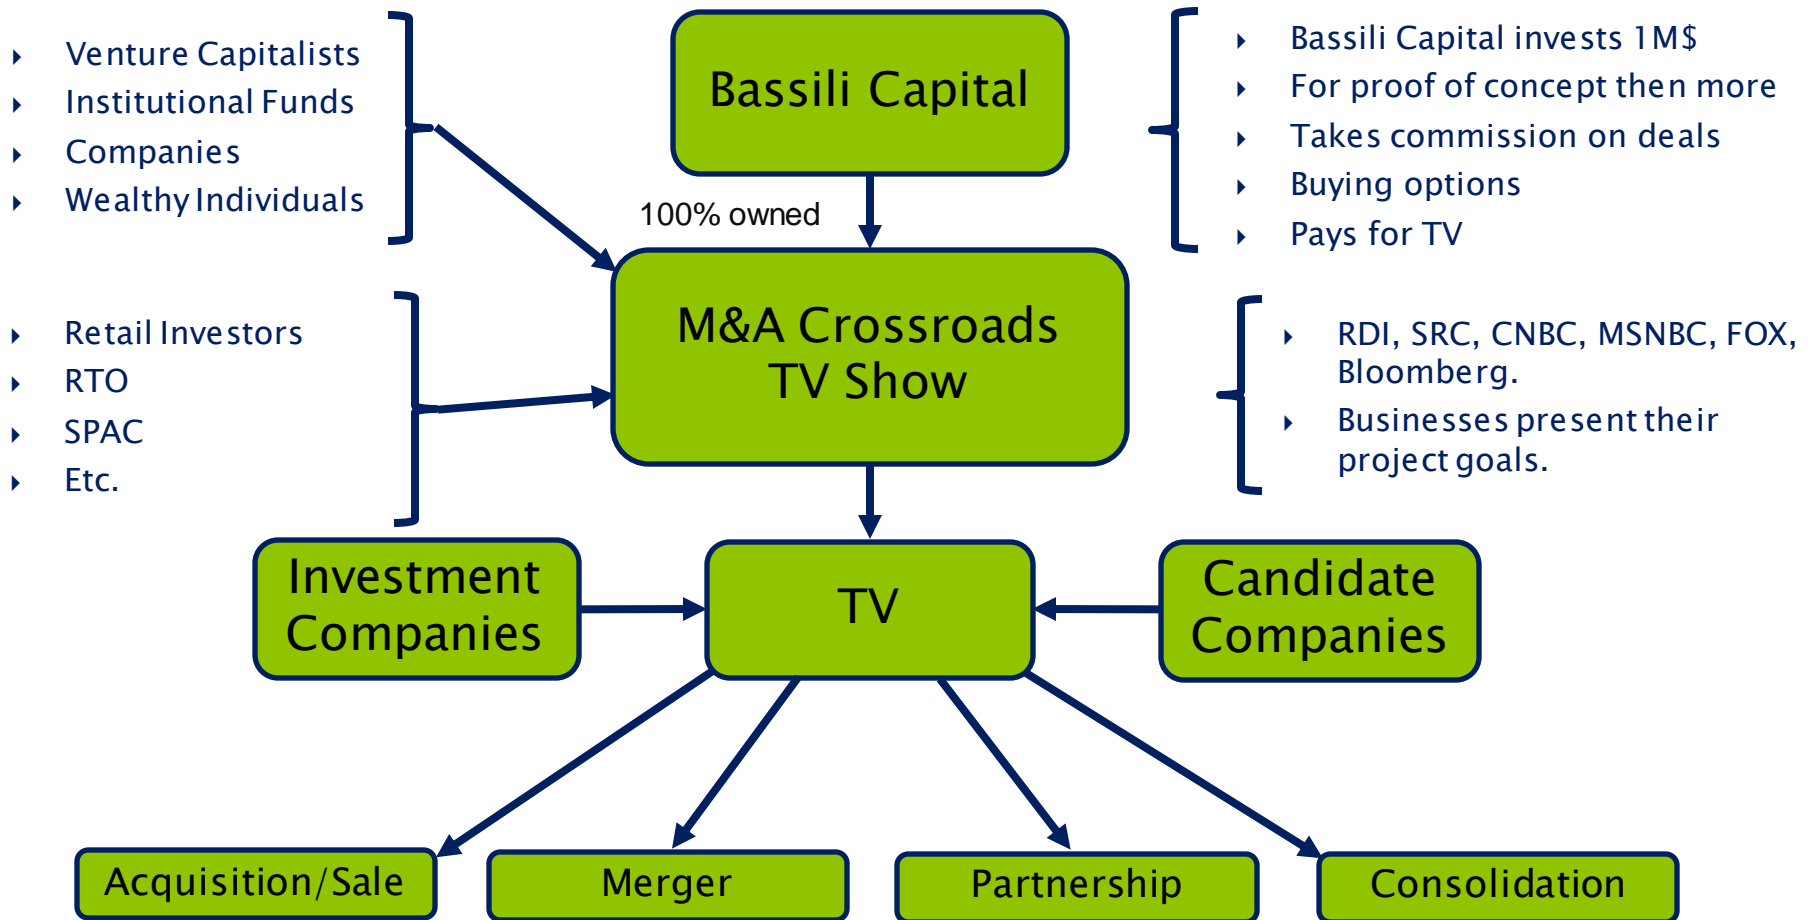 Venture Capitalists
Institutional Funds
Companies
Wealthy Individuals
Bassili Capital
Bassili Capital invests 1M$
For proof of concept then more
Takes commission on deals
Buying options
Pays for TV
100% owned
Retail Investors
RTO
SPAC
Etc.
M&A Crossroads
TV Show
RDI, SRC, CNBC, MSNBC, FOX,
Bloomberg.
Businesses present their
project goals.
Investment
Companies
TV
Candidate
Companies
Acquisition/Sale
Merger
Partnership
Consolidation